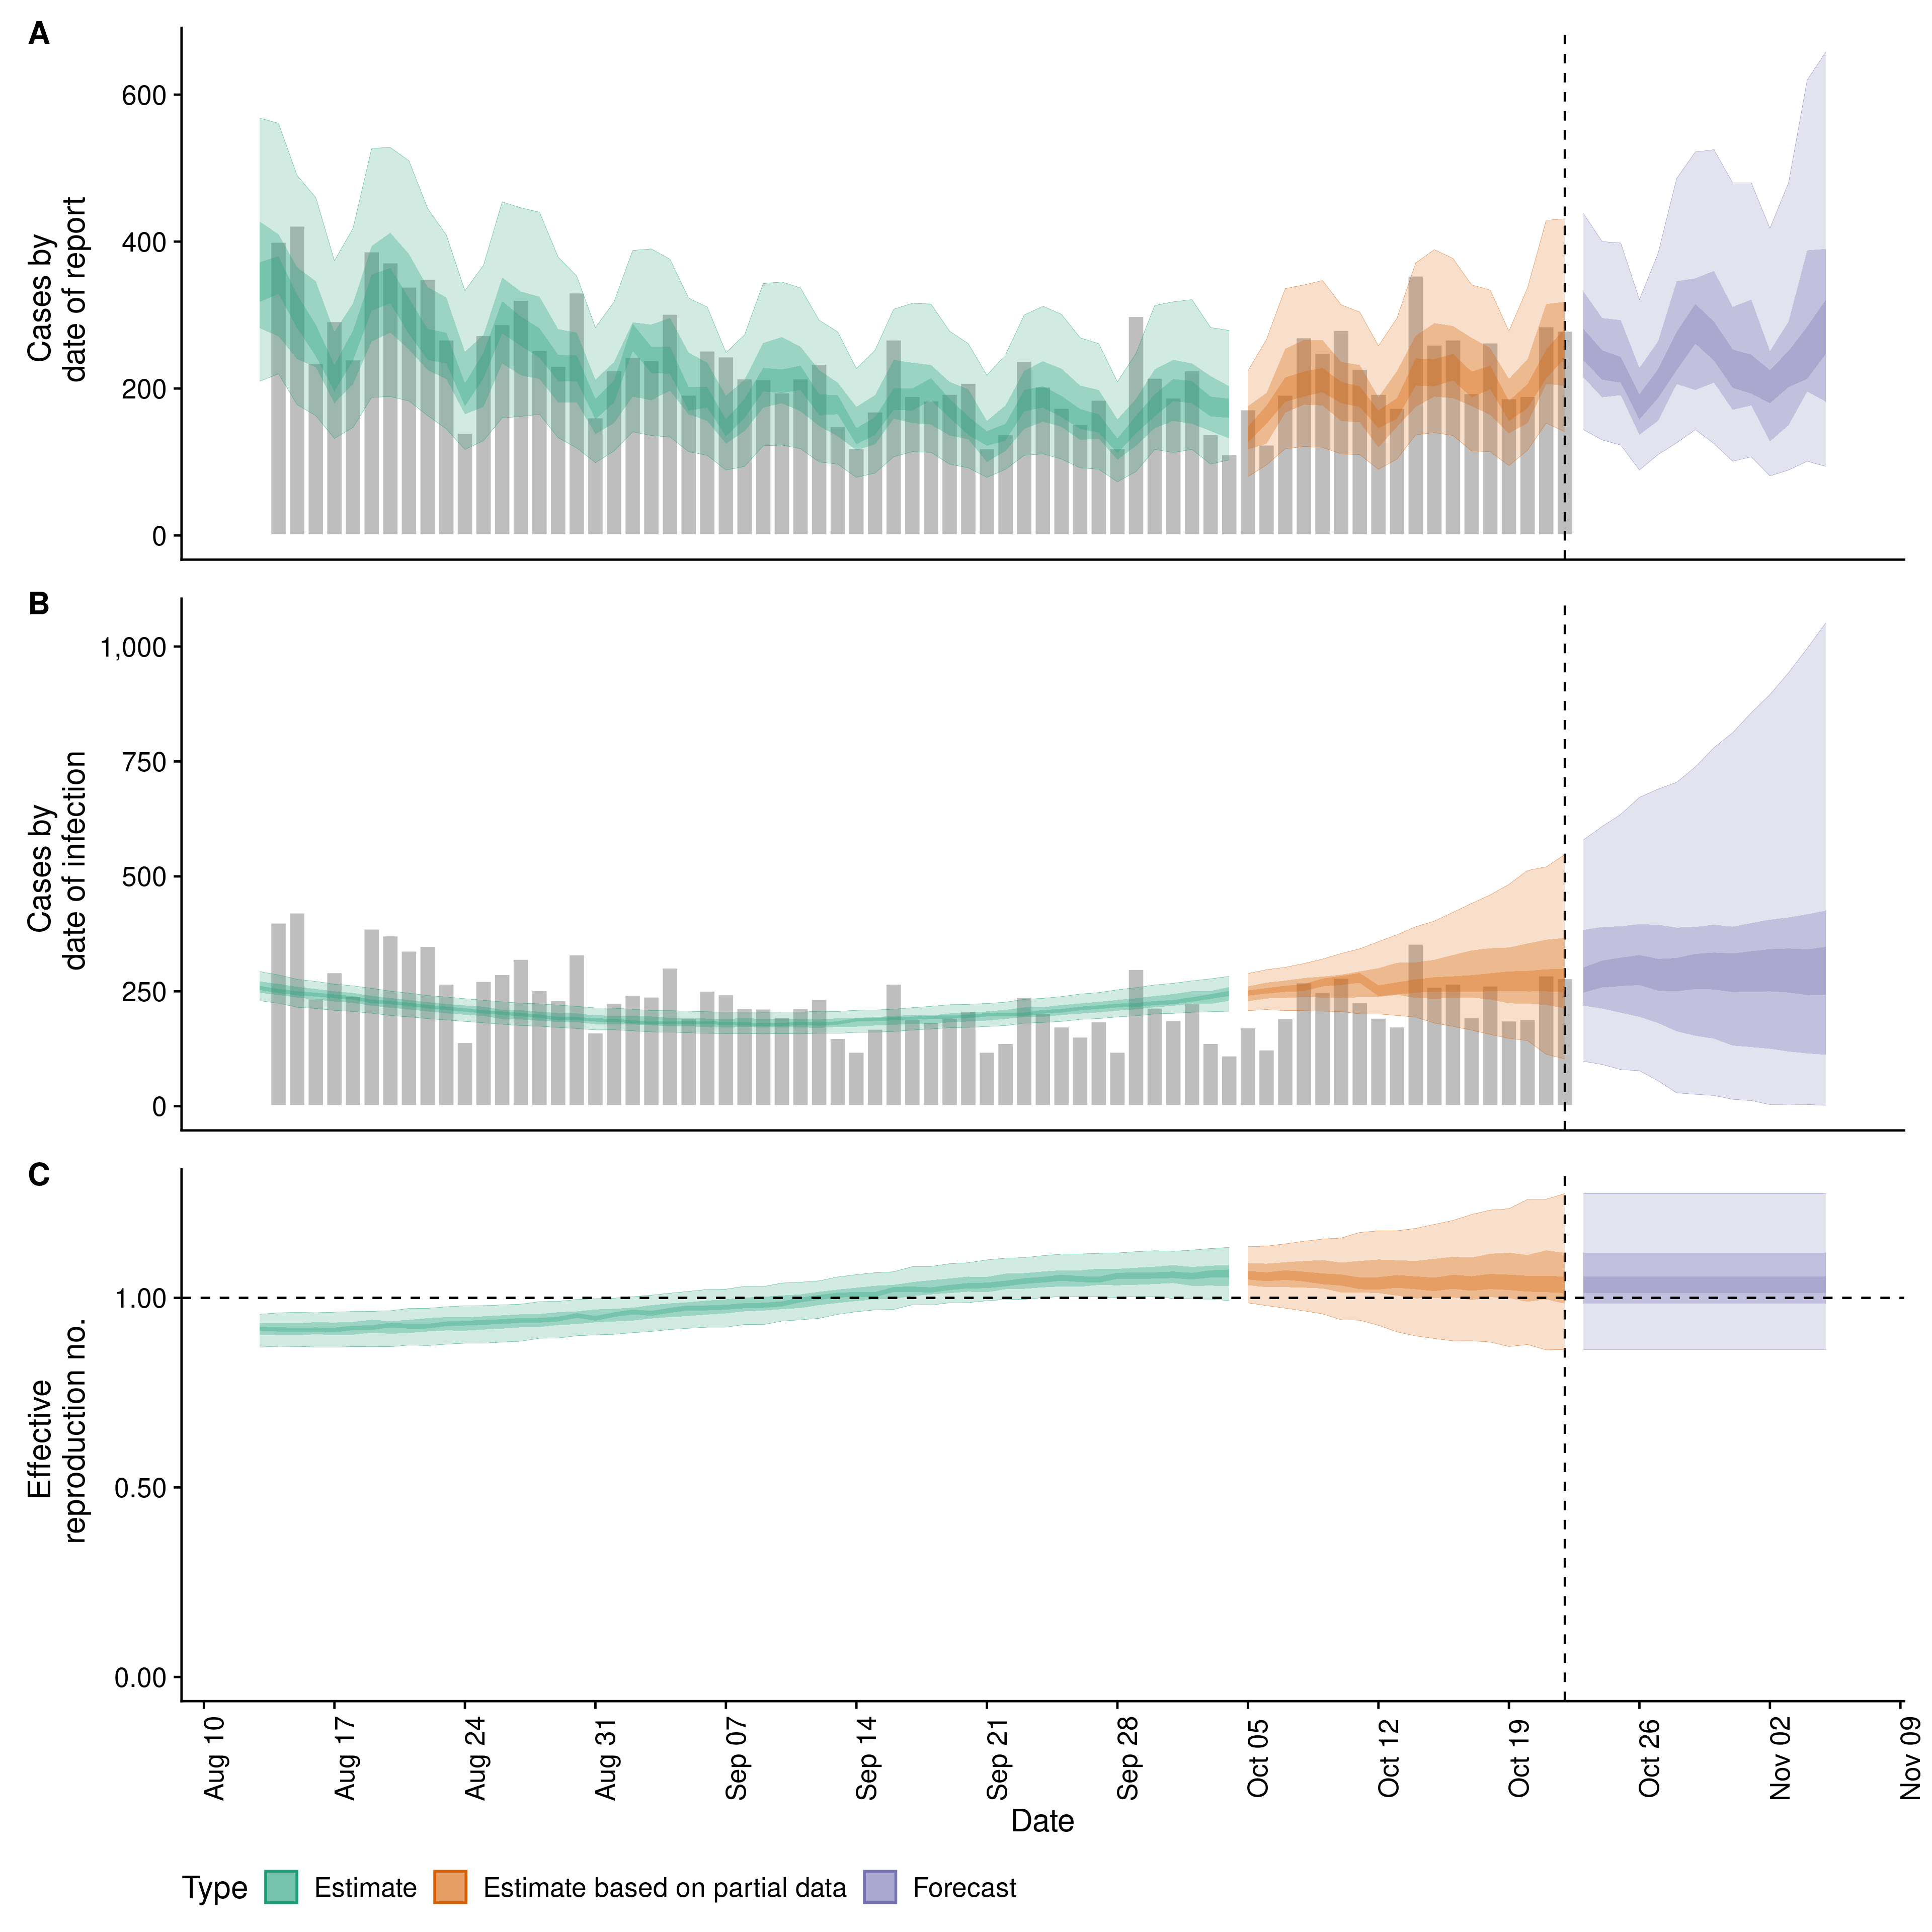 A
600
400
200
0
Cases by
date of report
B
1,000
750
500
250
0
Cases by
date of infection
C
1.00
0.50
0.00
Effective
reproduction no.
Aug 10
Aug 17
Aug 24
Aug 31
Sep 07
Sep 14
Sep 21
Sep 28
Oct 05
Oct 12
Oct 19
Oct 26
Nov 02
Nov 09
Date
Type Estimate Estimate based on partial data Forecast